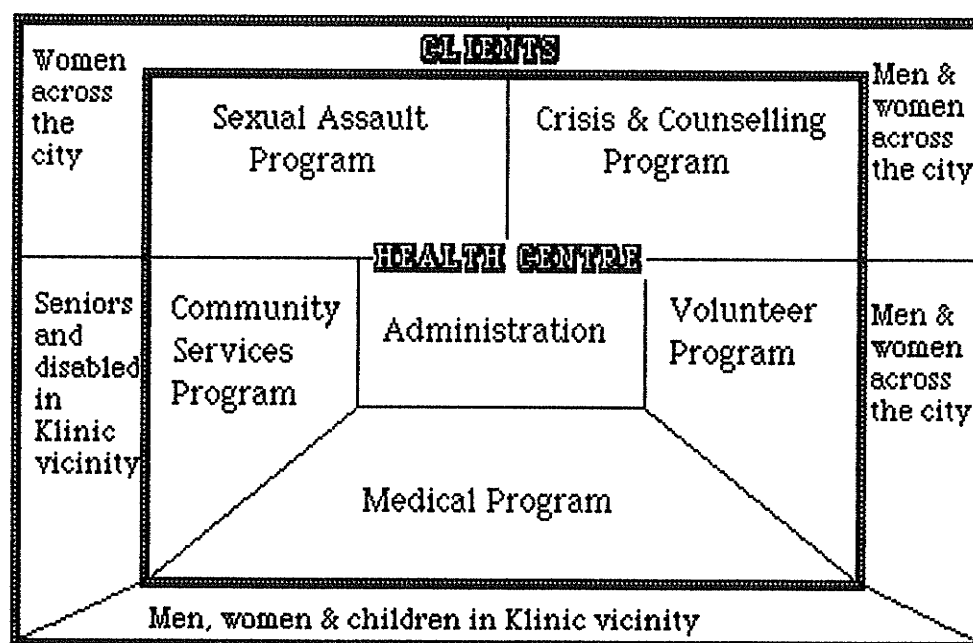 CLIENTS
Women
across
the
city
Sexual Assault
Program
Crisis & Counselling
Program
Men &
women
across
the city
HEALTH CENTRE
Seniors
and
disabled
in
Klinic
vicinity
Community
Services
Program
Administration
Volunteer
Program
Men &
women
across
the city
Medical Program
Men, women & children in Klinic vicinity